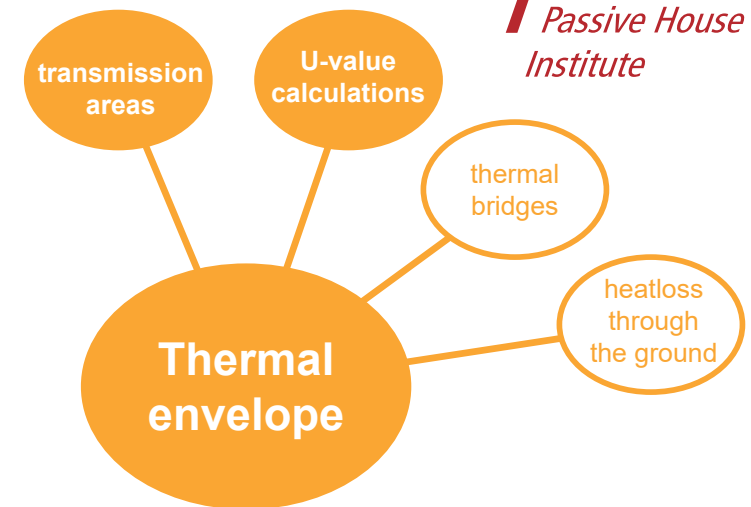 Passive House
Institute
transmission
areas
U-value
calculations
thermal
bridges
heatloss
through
the ground
Thermal
envelope